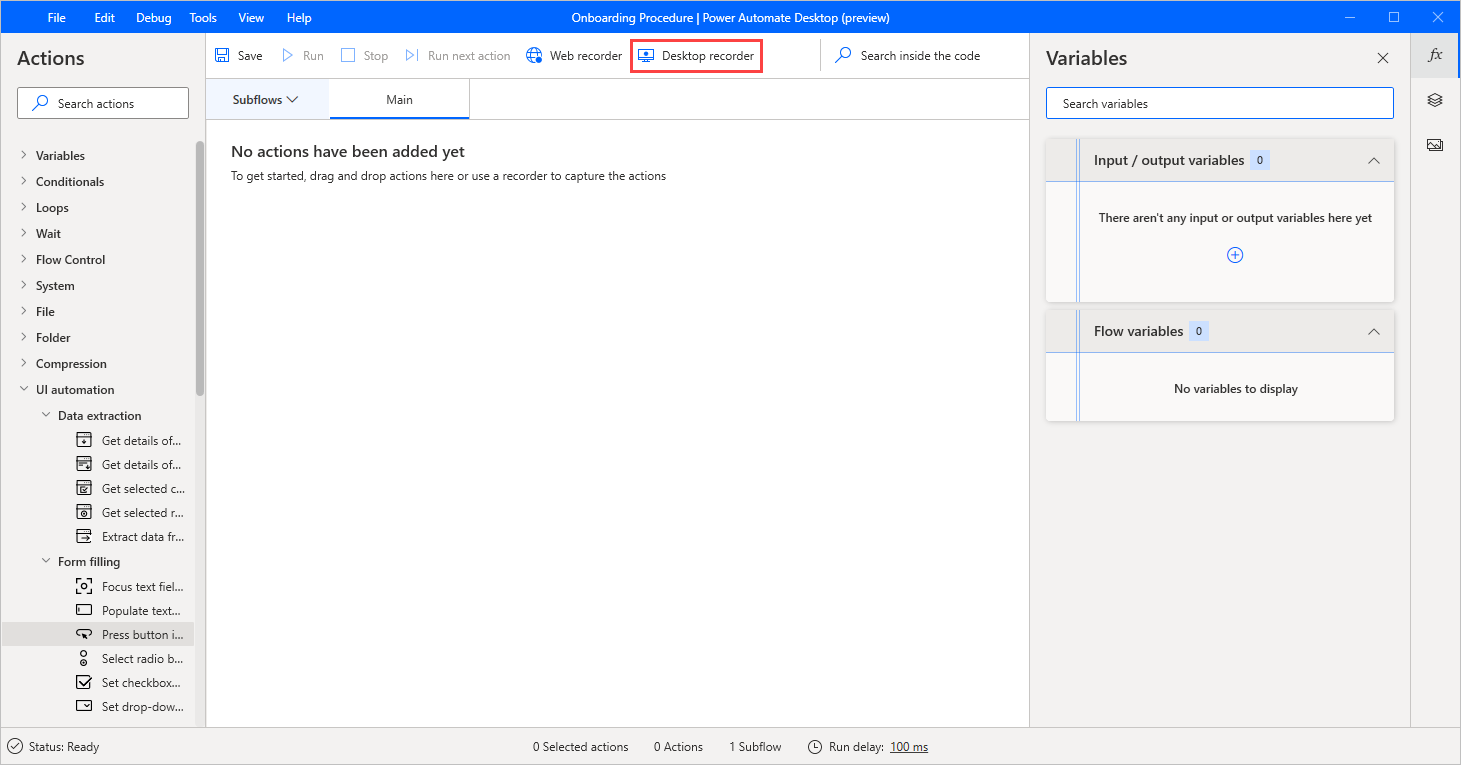 File Edit Debug Tools View Help Onboarding Procedure | Power Automate Desktop (preview)
Actions
Search actions
Variables
Conditionals
Loops
Wait
Flow Control
System
File
Folder
Compression
UI automation
Data extraction
Get details of...
Get details of...
Get selected c...
Get selected r...
Extract data fr...
Form filling
Focus text fiel...
Populate text...
Press button i...
Select radio b...
Set checkbox...
Set drop-dow...
Save Run Stop Run next action Web recorder Desktop recorder Search inside the code
Subflows Main
No actions have been added yet
To get started, drag and drop actions here or use a recorder to capture the actions
Variables
Search variables
Input / output variables 0
There aren't any input or output variables here yet
Flow variables 0
No variables to display
fx
Status: Ready 0 Selected actions 0 Actions 1 Subflow Run delay: 100 ms